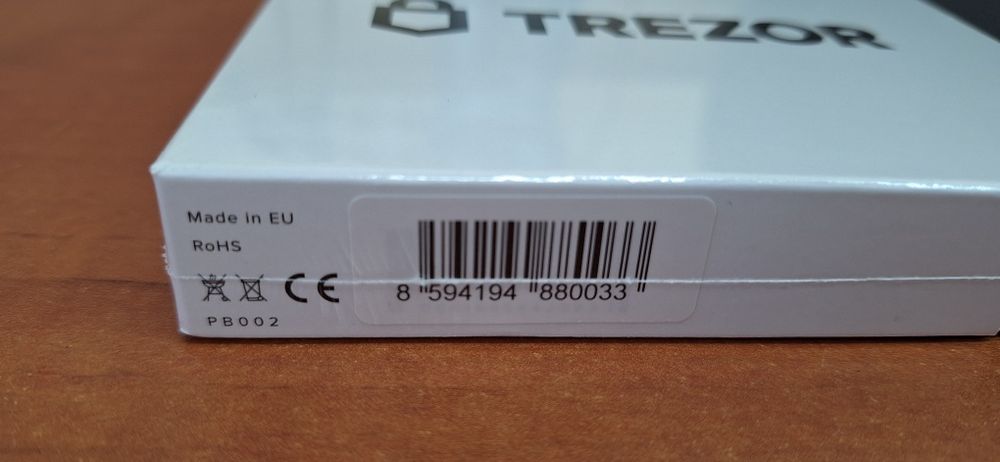 TREZOR
Made in EU
RoHS
CE
PB002
8 594194 880033